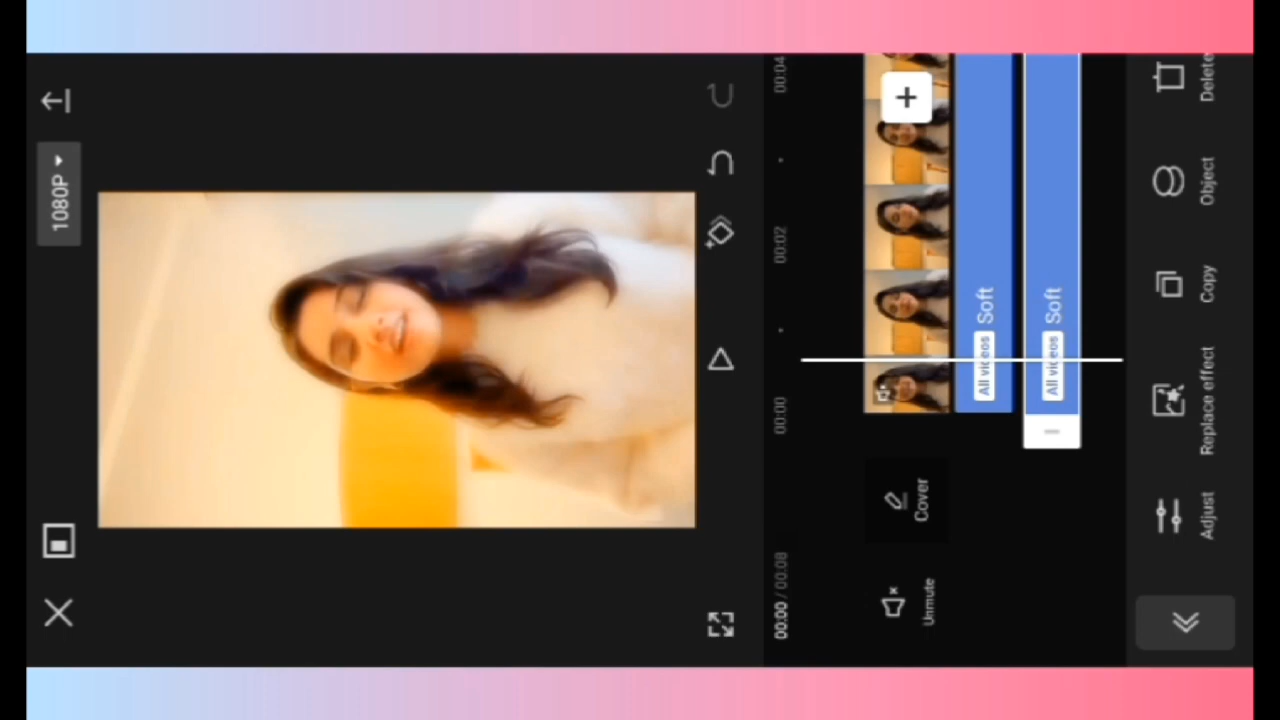 1080P
00:00 / 00:08
00:00
00:02
00:04
Unmute
Cover
All videos Soft
All videos Soft
Adjust
Replace effect
Copy
Object
Delete